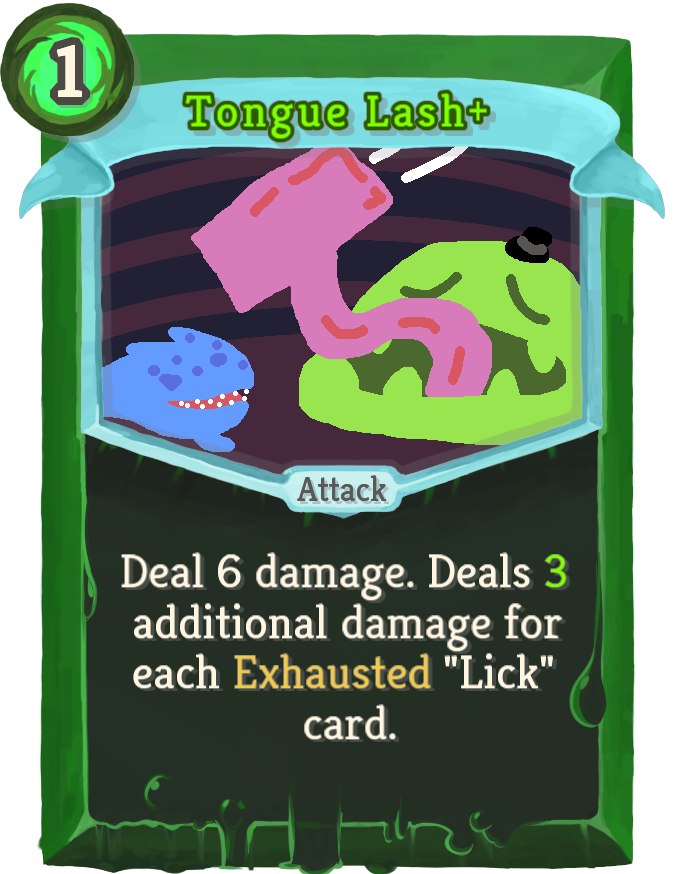 1
Tongue Lash+
Attack
Deal 6 damage. Deals 3
additional damage for
each Exhausted "Lick"
card.